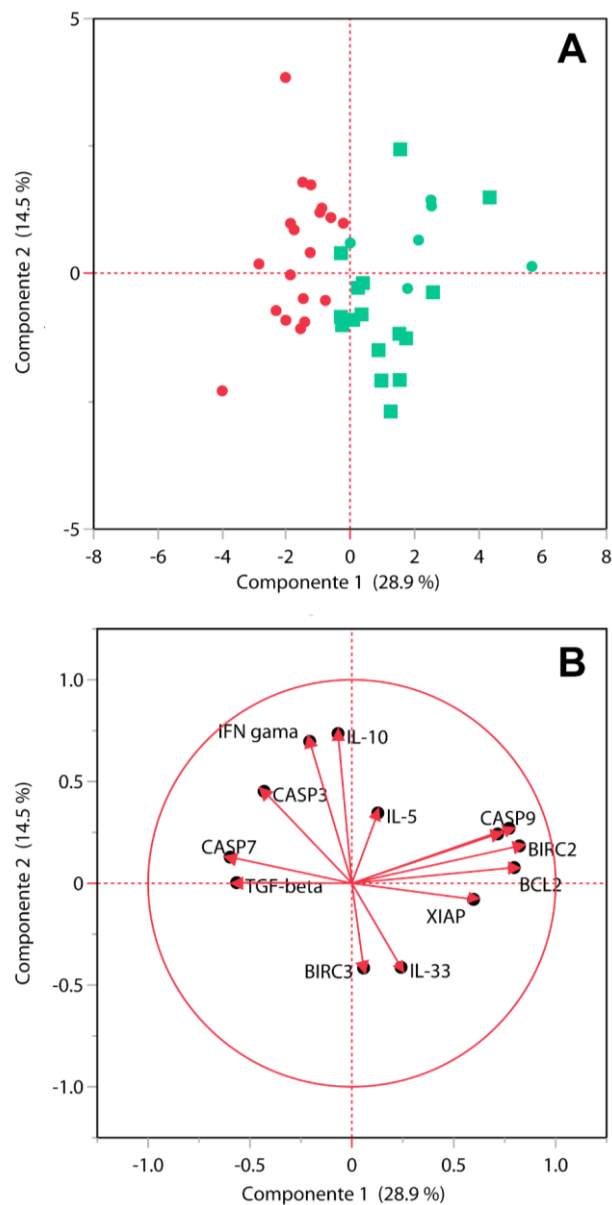 A
5
0
-5
Componente 2 (14.5 %)
-8 -6 -4 -2 0 2 4 6 8
Componente 1 (28.9 %)
B
1.0
0.5
0
-0.5
-1.0
Componente 2 (14.5 %)
IFN gama
IL-10
CASP3
IL-5
CASP9
CASP7
BIRC2
TGF-beta
BCL2
XIAP
BIRC3
IL-33
-1.0 -0.5 0 0.5 1.0
Componente 1 (28.9 %)